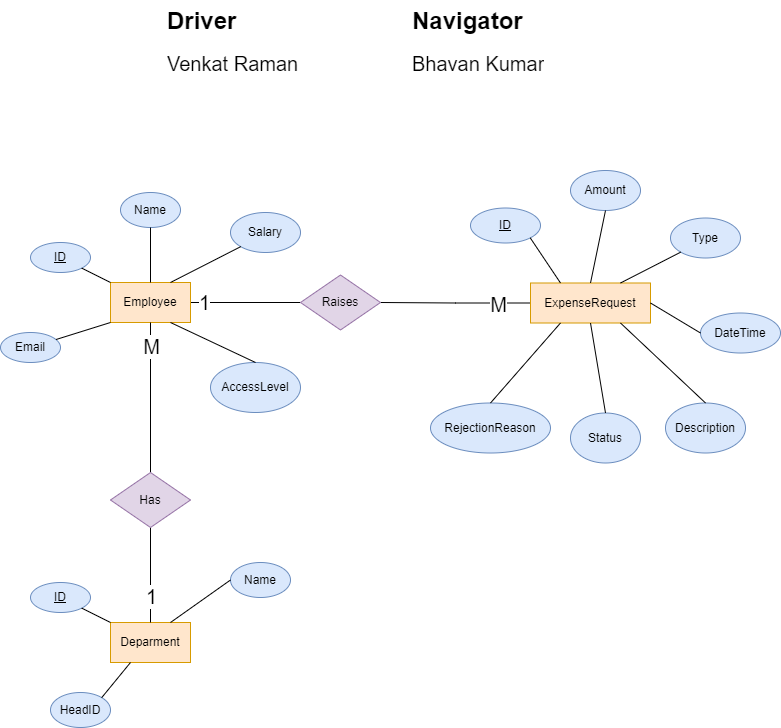 Driver
Navigator
Venkat Raman
Bhavan Kumar
Amount
Name
ID
Salary
Type
ID
Employee
1
Raises
M
ExpenseRequest
DateTime
Email
M
AccessLevel
RejectionReason
Status
Description
Has
Name
ID
1
Deparment
HeadID